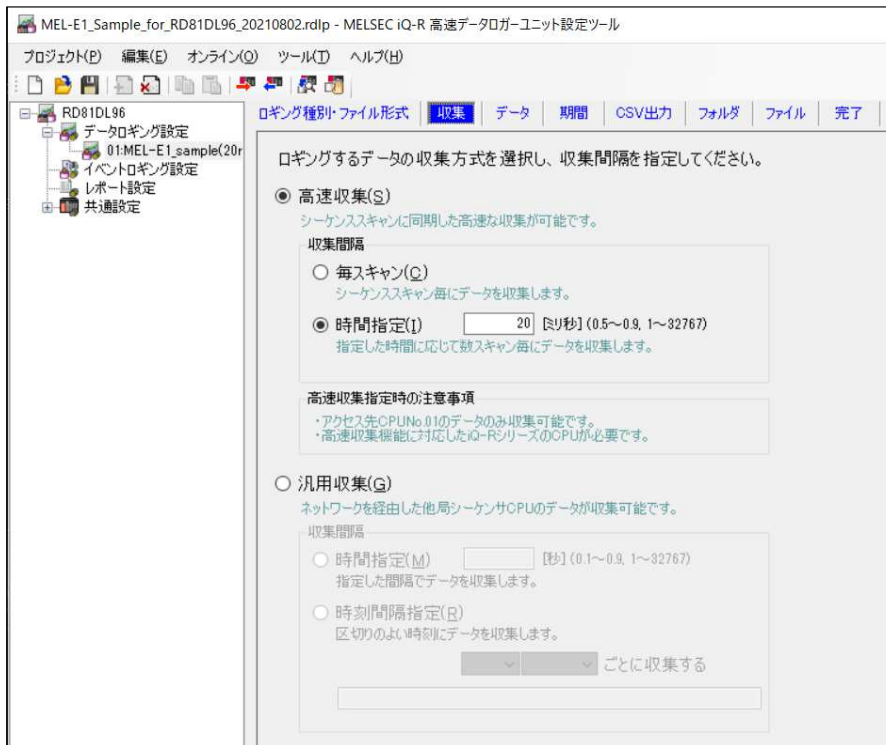 MEL-E1_Sample_for_RD81DL96_20210802.rdlp - MELSEC iQ-R 高速データロガーユニット設定ツール
プロジェクト(P) 編集(E) オンライン(O) ツール(T) ヘルプ(H)
RD81DL96
データロギング設定
01:MEL-E1_sample(20r
イベントロギング設定
レポート設定
共通設定
ロギング種別・ファイル形式 収集 データ 期間 CSV出力 フォルダ ファイル 完了
ロギングするデータの収集方式を選択し、収集間隔を指定してください。
高速収集(S)
シーケンススキャンに同期した高速な収集が可能です。
収集間隔
毎スキャン(C)
シーケンススキャン毎にデータを収集します。
時間指定(I) 20 [ミリ秒] (0.5～0.9, 1～32767)
指定した時間に応じて数スキャン毎にデータを収集します。
高速収集指定時の注意事項
・アクセス先CPUNo.01のデータのみ収集可能です。
・高速収集機能に対応したiQ-RシリーズのCPUが必要です。
汎用収集(G)
ネットワークを経由した他局シーケンサCPUのデータが収集可能です。
収集間隔
時間指定(M) [秒] (0.1～0.9, 1～32767)
指定した間隔でデータを収集します。
時刻間隔指定(R)
区切りのよい時刻にデータを収集します。
ごとに収集する